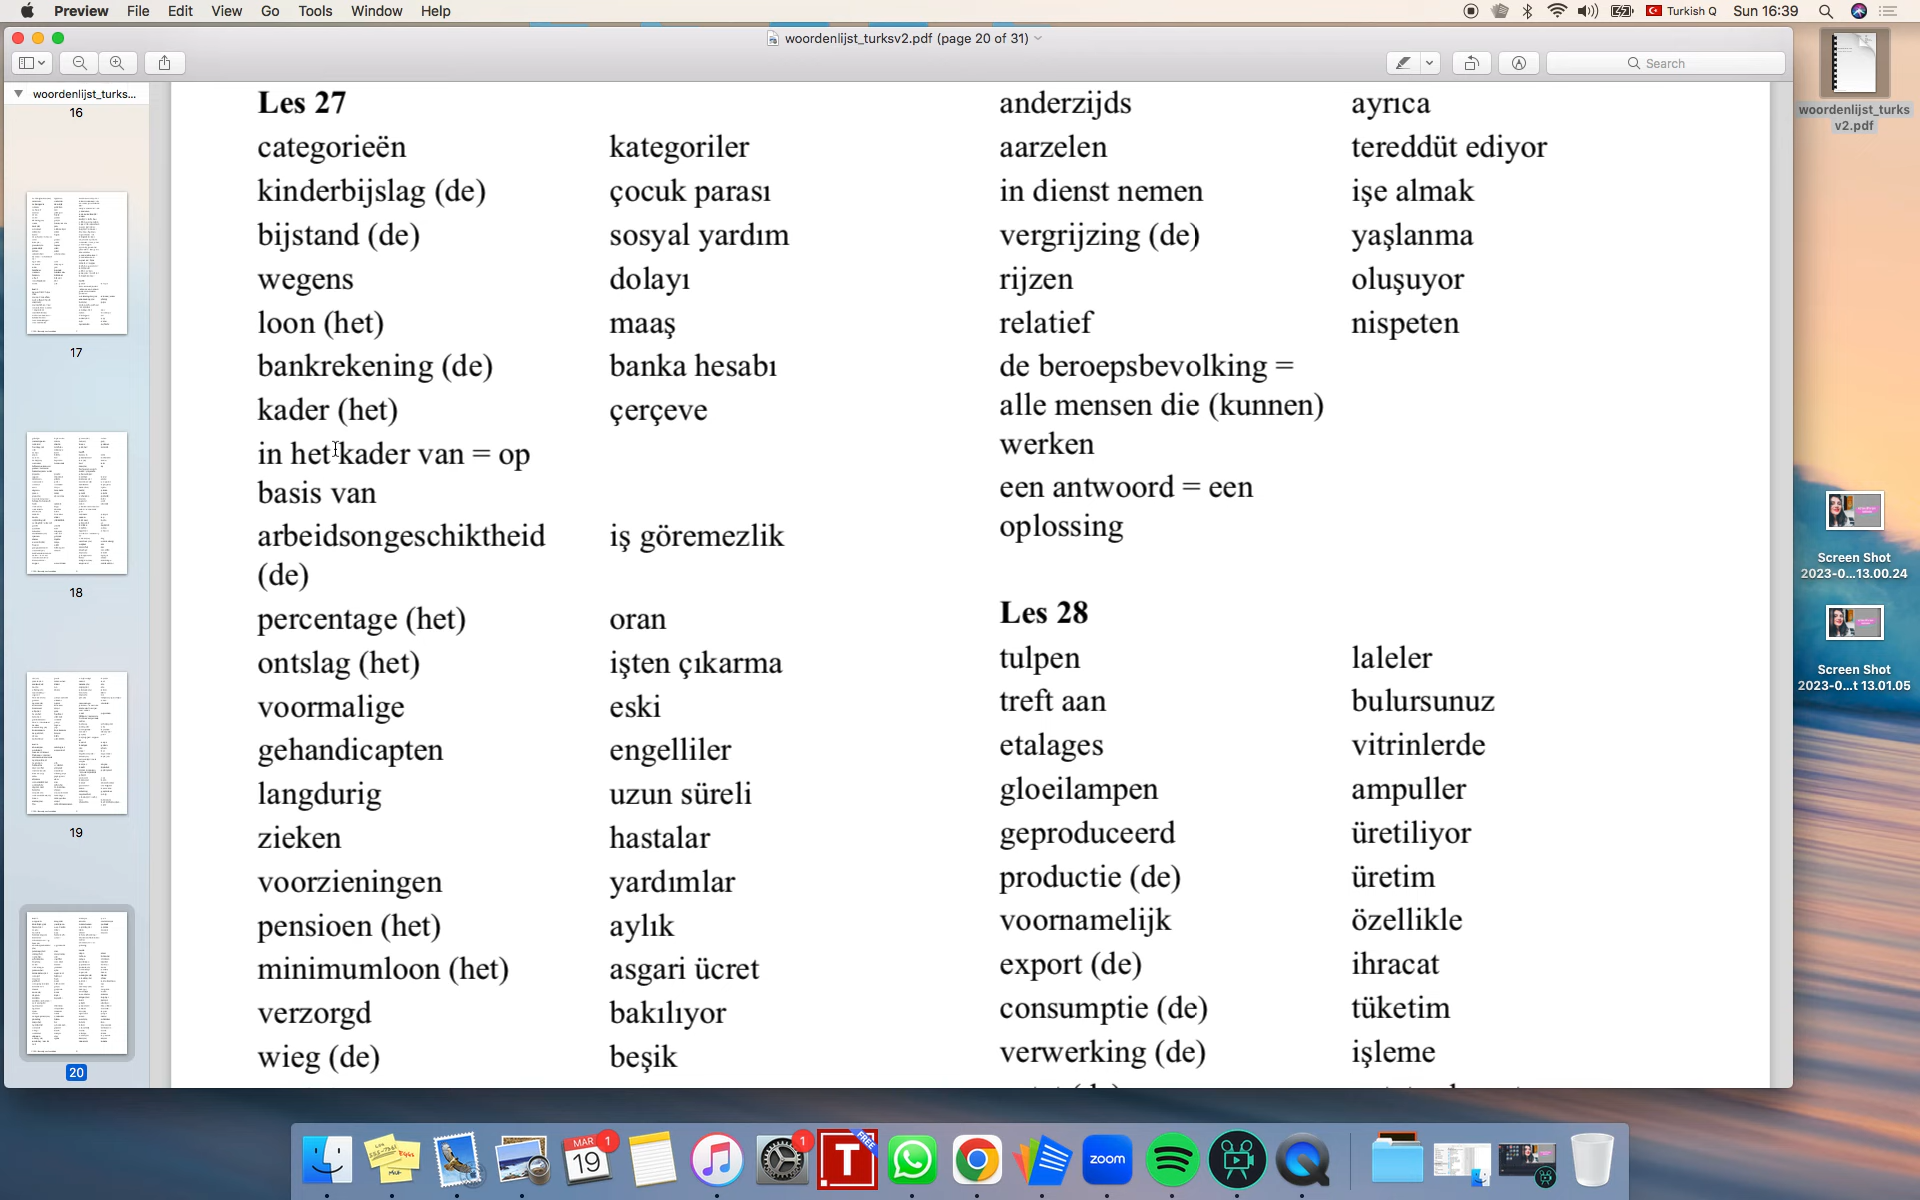 Preview File Edit View Go Tools Window Help
Turkish Q Sun 16:39
woordenlijst_turksv2.pdf (page 20 of 31)
Search
woordenlijst_turks...
16
17
18
19
20
Les 27
categorieën kategoriler
kinderbijslag (de) çocuk parası
bijstand (de) sosyal yardım
wegens dolayı
loon (het) maaş
bankrekening (de) banka hesabı
kader (het) çerçeve
in het kader van = op
basis van
arbeidsongeschiktheid iş göremezlik
(de)
percentage (het) oran
ontslag (het) işten çıkarma
voormalige eski
gehandicapten engelliler
langdurig uzun süreli
zieken hastalar
voorzieningen yardımlar
pensioen (het) aylık
minimumloon (het) asgari ücret
verzorgd bakılıyor
wieg (de) beşik
anderzijds ayrıca
aarzelen tereddüt ediyor
in dienst nemen işe almak
vergrijzing (de) yaşlanma
rijzen oluşuyor
relatief nispeten
de beroepsbevolking =
alle mensen die (kunnen)
werken
een antwoord = een
oplossing
Les 28
tulpen laleler
treft aan bulursunuz
etalages vitrinlerde
gloeilampen ampuller
geproduceerd üretiliyor
productie (de) üretim
voornamelijk özellikle
export (de) ihracat
consumptie (de) tüketim
verwerking (de) işleme
woordenlijst_turks
v2.pdf
Screen Shot
2023-0...13.00.24
Screen Shot
2023-0...t 13.01.05
MAR
19
1
1
T
FREE
zoom